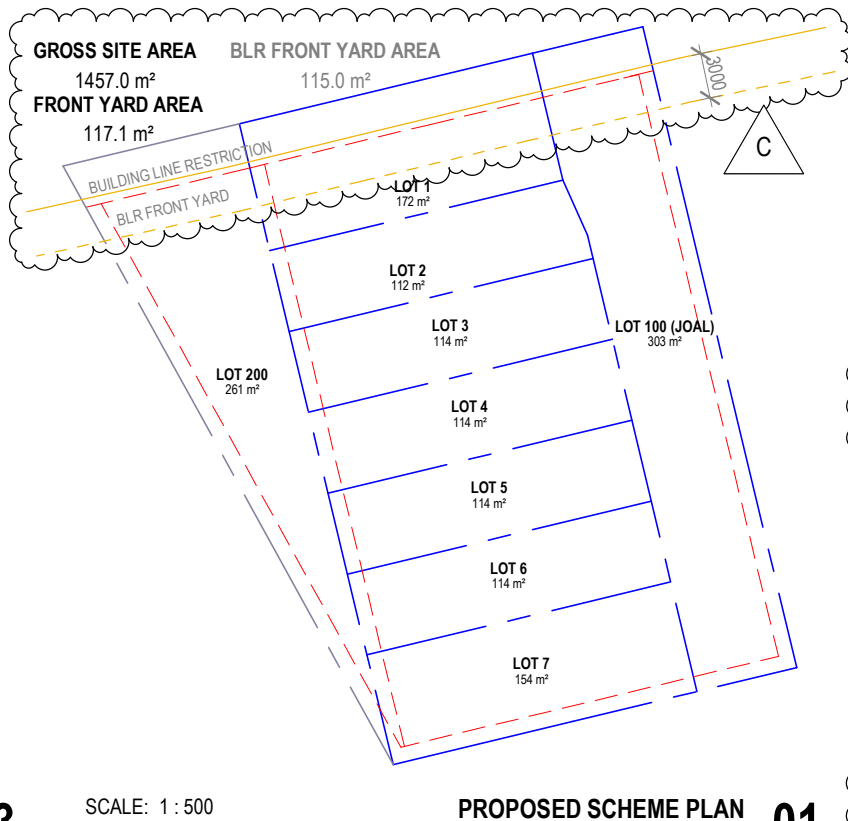 GROSS SITE AREA
1457.0 m²
FRONT YARD AREA
117.1 m²
BLR FRONT YARD AREA
115.0 m²
3000
C
BUILDING LINE RESTRICTION
BLR FRONT YARD
LOT 1
172 m²
LOT 2
112 m²
LOT 3
114 m²
LOT 100 (JOAL)
303 m²
LOT 200
261 m²
LOT 4
114 m²
LOT 5
114 m²
LOT 6
114 m²
LOT 7
154 m²
SCALE: 1 : 500
PROPOSED SCHEME PLAN